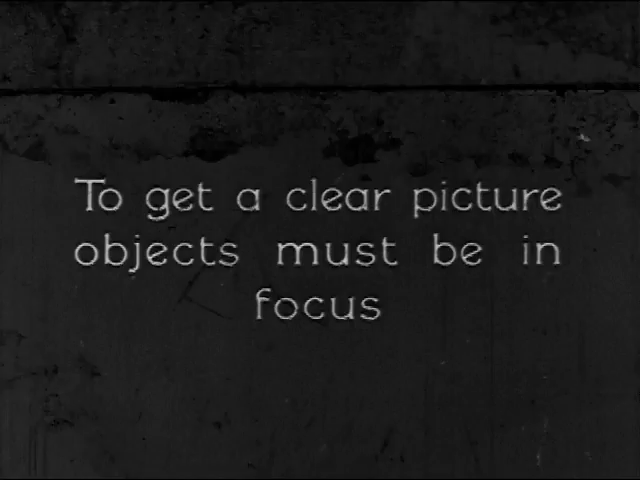 To get a clear picture
objects must be in
focus